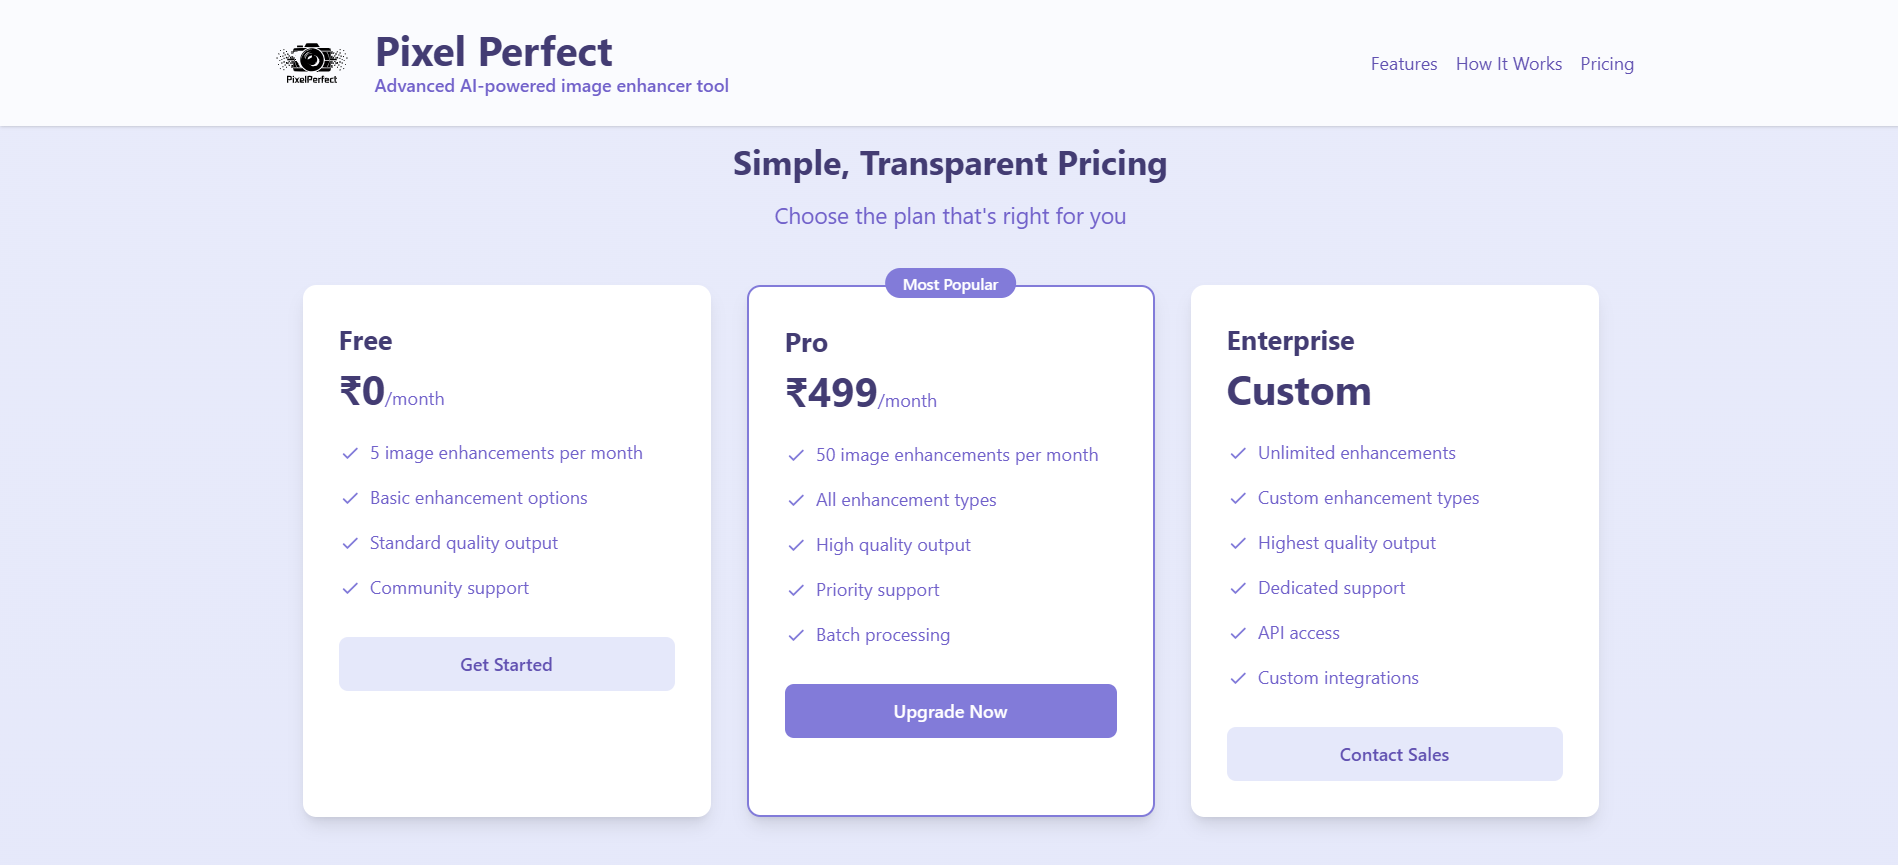 PixelPerfect
Pixel Perfect
Advanced AI-powered image enhancer tool
Features
How It Works
Pricing
Simple, Transparent Pricing
Choose the plan that's right for you
Free
₹0/month
5 image enhancements per month
Basic enhancement options
Standard quality output
Community support
Get Started
Most Popular
Pro
₹499/month
50 image enhancements per month
All enhancement types
High quality output
Priority support
Batch processing
Upgrade Now
Enterprise
Custom
Unlimited enhancements
Custom enhancement types
Highest quality output
Dedicated support
API access
Custom integrations
Contact Sales